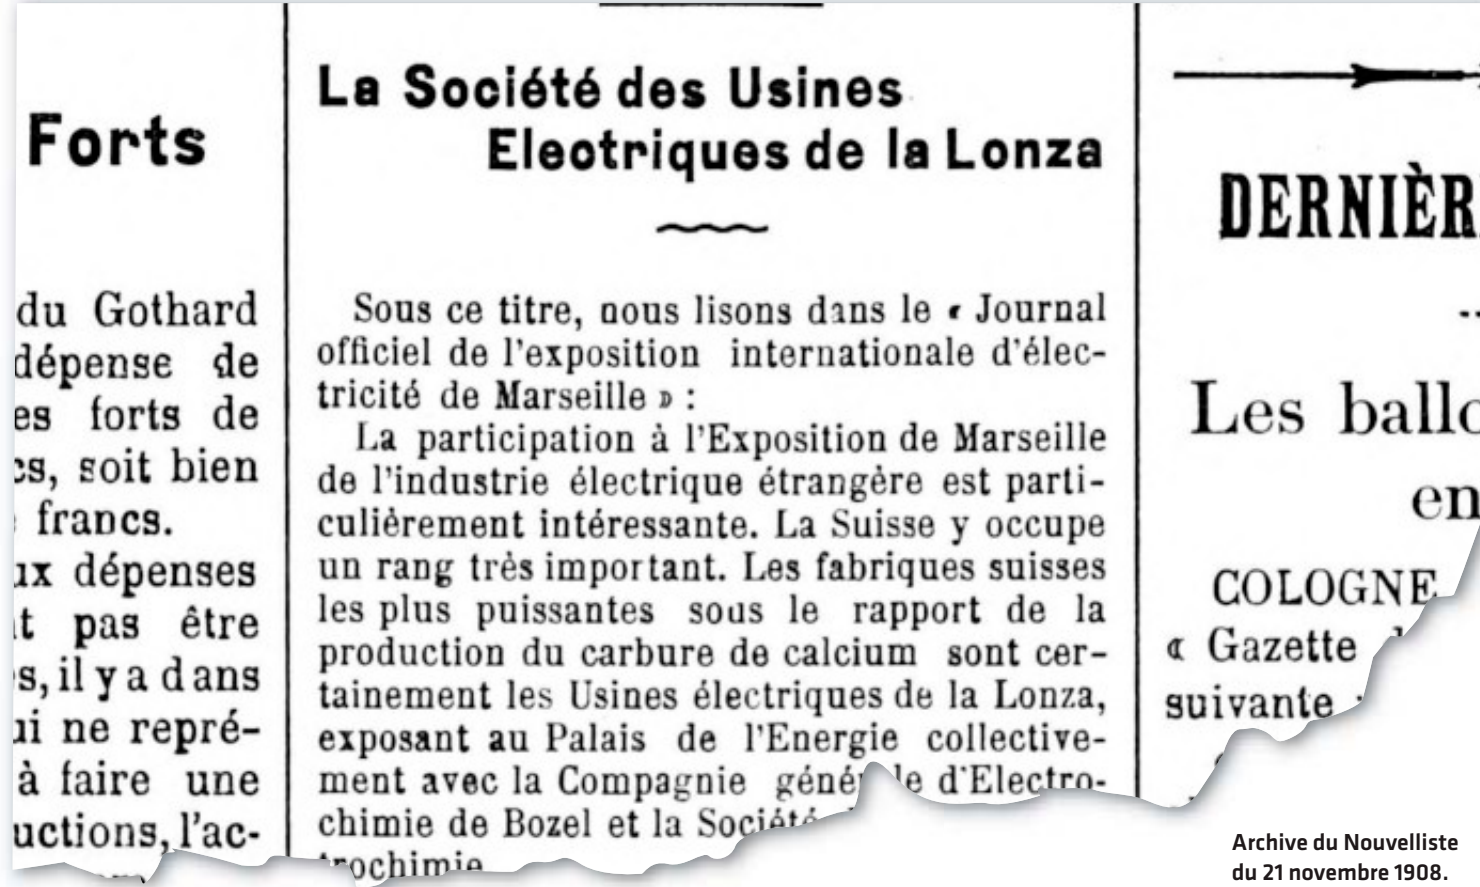 Forts
du Gothard
dépense de
es forts de
cs, soit bien
francs.
ux dépenses
t pas être
s, il y a dans
ui ne repré-
à faire une
uctions, l'ac-
La Société des Usines
Electriques de la Lonza
Sous ce titre, nous lisons dans le « Journal
officiel de l'exposition internationale d'élec-
tricité de Marseille » :
La participation à l'Exposition de Marseille
de l'industrie électrique étrangère est parti-
culièrement intéressante. La Suisse y occupe
un rang très important. Les fabriques suisses
les plus puissantes sous le rapport de la
production du carbure de calcium sont cer-
tainement les Usines électriques de la Lonza,
exposant au Palais de l'Energie collective-
ment avec la Compagnie générale d'Electro-
chimie de Bozel et la Société
trochimie
DERNIÈR
Les ballo
en
COLOGNE
« Gazette
suivante
Archive du Nouvelliste
du 21 novembre 1908.